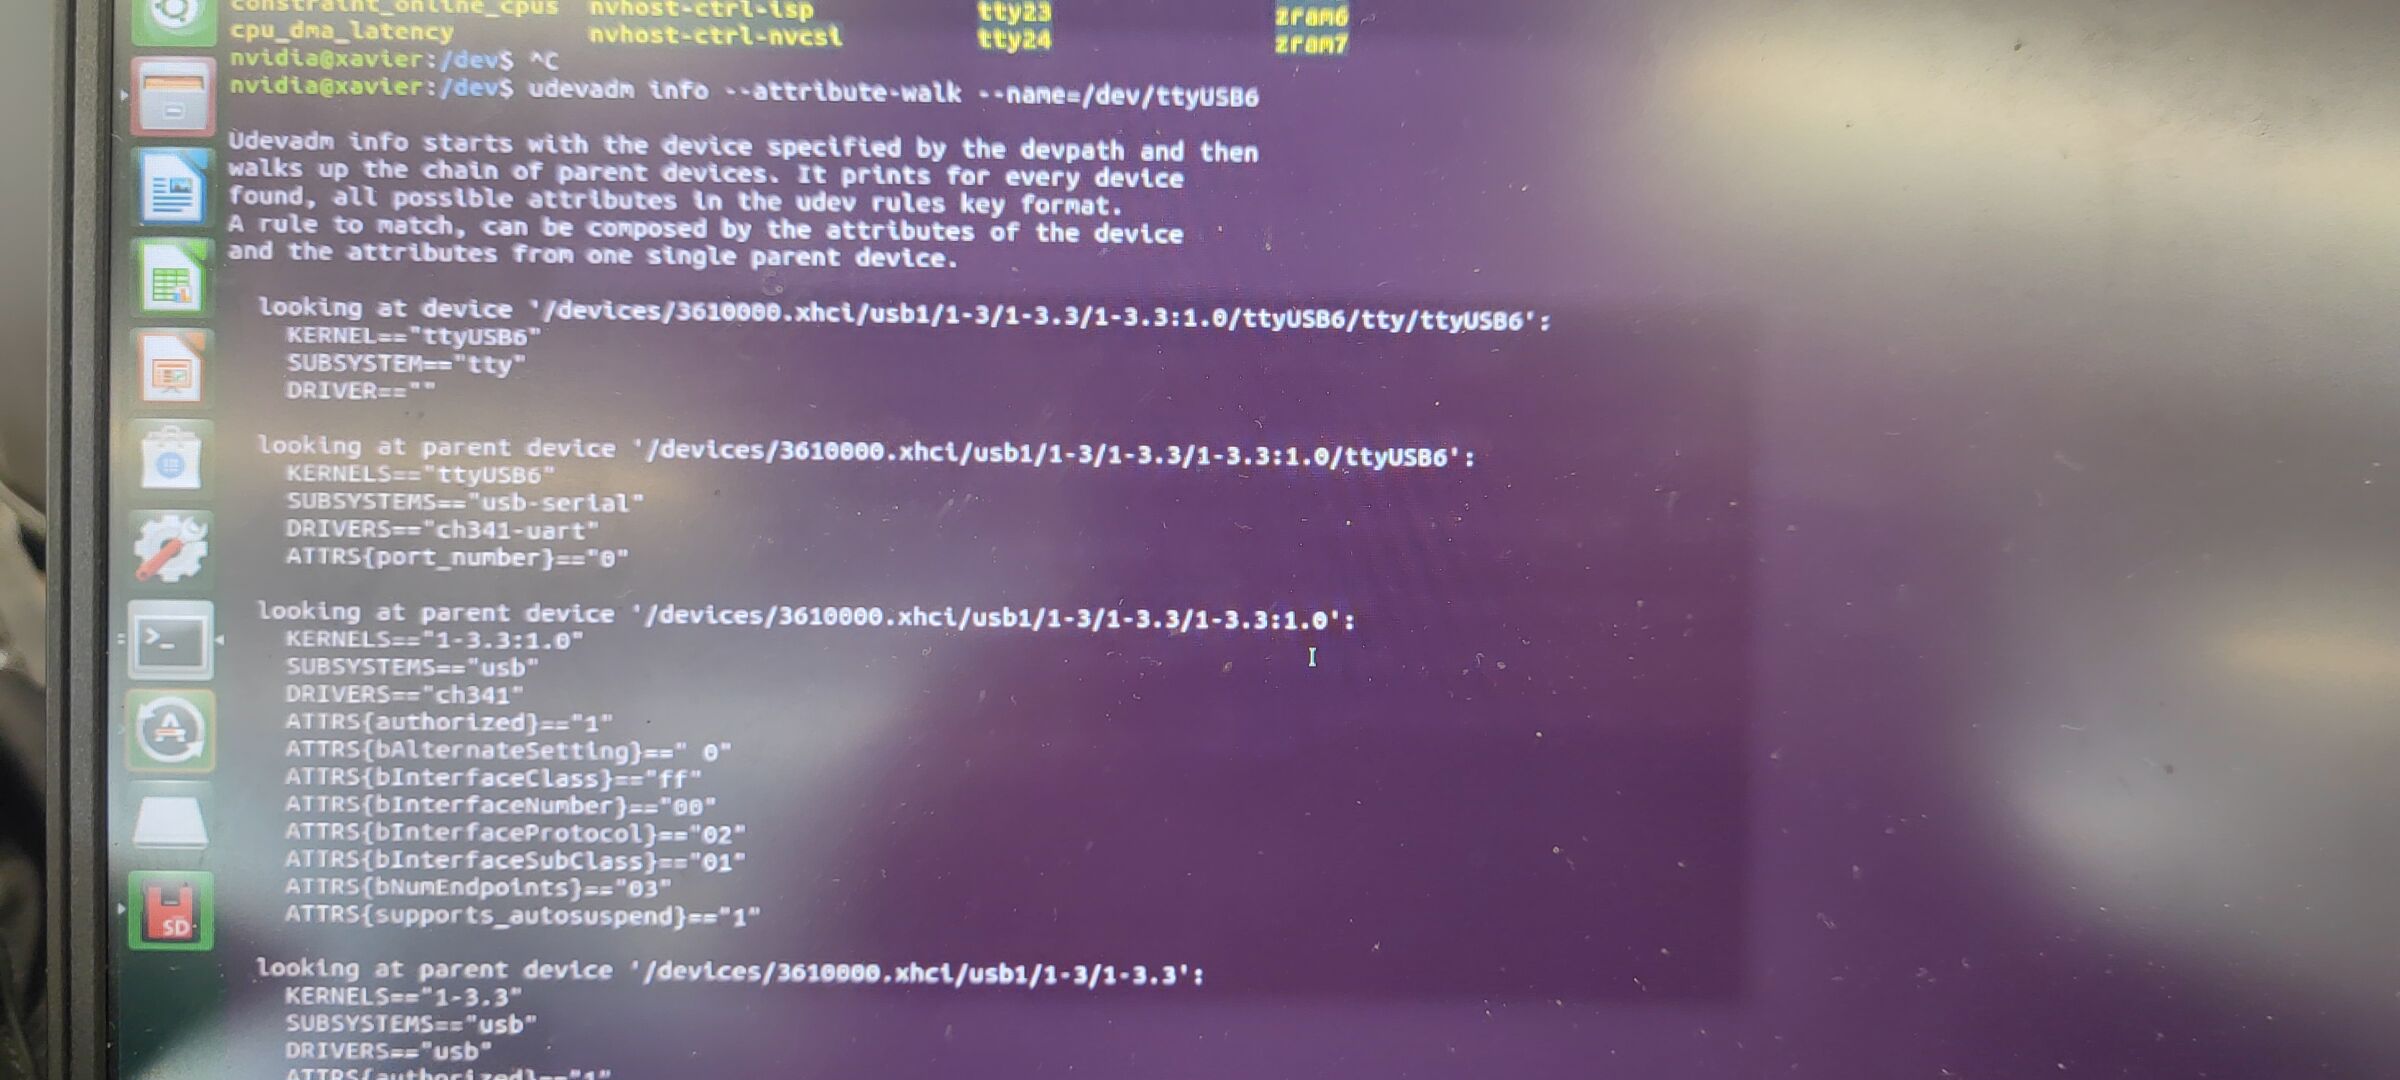 constraint_online_cpus nvhost-ctrl-isp tty23 zram6
cpu_dma_latency nvhost-ctrl-nvcsi tty24 zram7
nvidia@xavier:/dev$ ^C
nvidia@xavier:/dev$ udevadm info --attribute-walk --name=/dev/ttyUSB6
Udevadm info starts with the device specified by the devpath and then
walks up the chain of parent devices. It prints for every device
found, all possible attributes in the udev rules key format.
A rule to match, can be composed by the attributes of the device
and the attributes from one single parent device.
looking at device '/devices/3610000.xhci/usb1/1-3/1-3.3/1-3.3:1.0/ttyUSB6/tty/ttyUSB6':
KERNEL=="ttyUSB6"
SUBSYSTEM=="tty"
DRIVER==""
looking at parent device '/devices/3610000.xhci/usb1/1-3/1-3.3/1-3.3:1.0/ttyUSB6':
KERNELS=="ttyUSB6"
SUBSYSTEMS=="usb-serial"
DRIVERS=="ch341-uart"
ATTRS{port_number}=="0"
looking at parent device '/devices/3610000.xhci/usb1/1-3/1-3.3/1-3.3:1.0':
KERNELS=="1-3.3:1.0"
SUBSYSTEMS=="usb"
DRIVERS=="ch341"
ATTRS{authorized}=="1"
ATTRS{bAlternateSetting}==" 0"
ATTRS{bInterfaceClass}=="ff"
ATTRS{bInterfaceNumber}=="00"
ATTRS{bInterfaceProtocol}=="02"
ATTRS{bInterfaceSubClass}=="01"
ATTRS{bNumEndpoints}=="03"
ATTRS{supports_autosuspend}=="1"
SD
looking at parent device '/devices/3610000.xhci/usb1/1-3/1-3.3':
KERNELS=="1-3.3"
SUBSYSTEMS=="usb"
DRIVERS=="usb"
ATTRS{authorized}=="1"